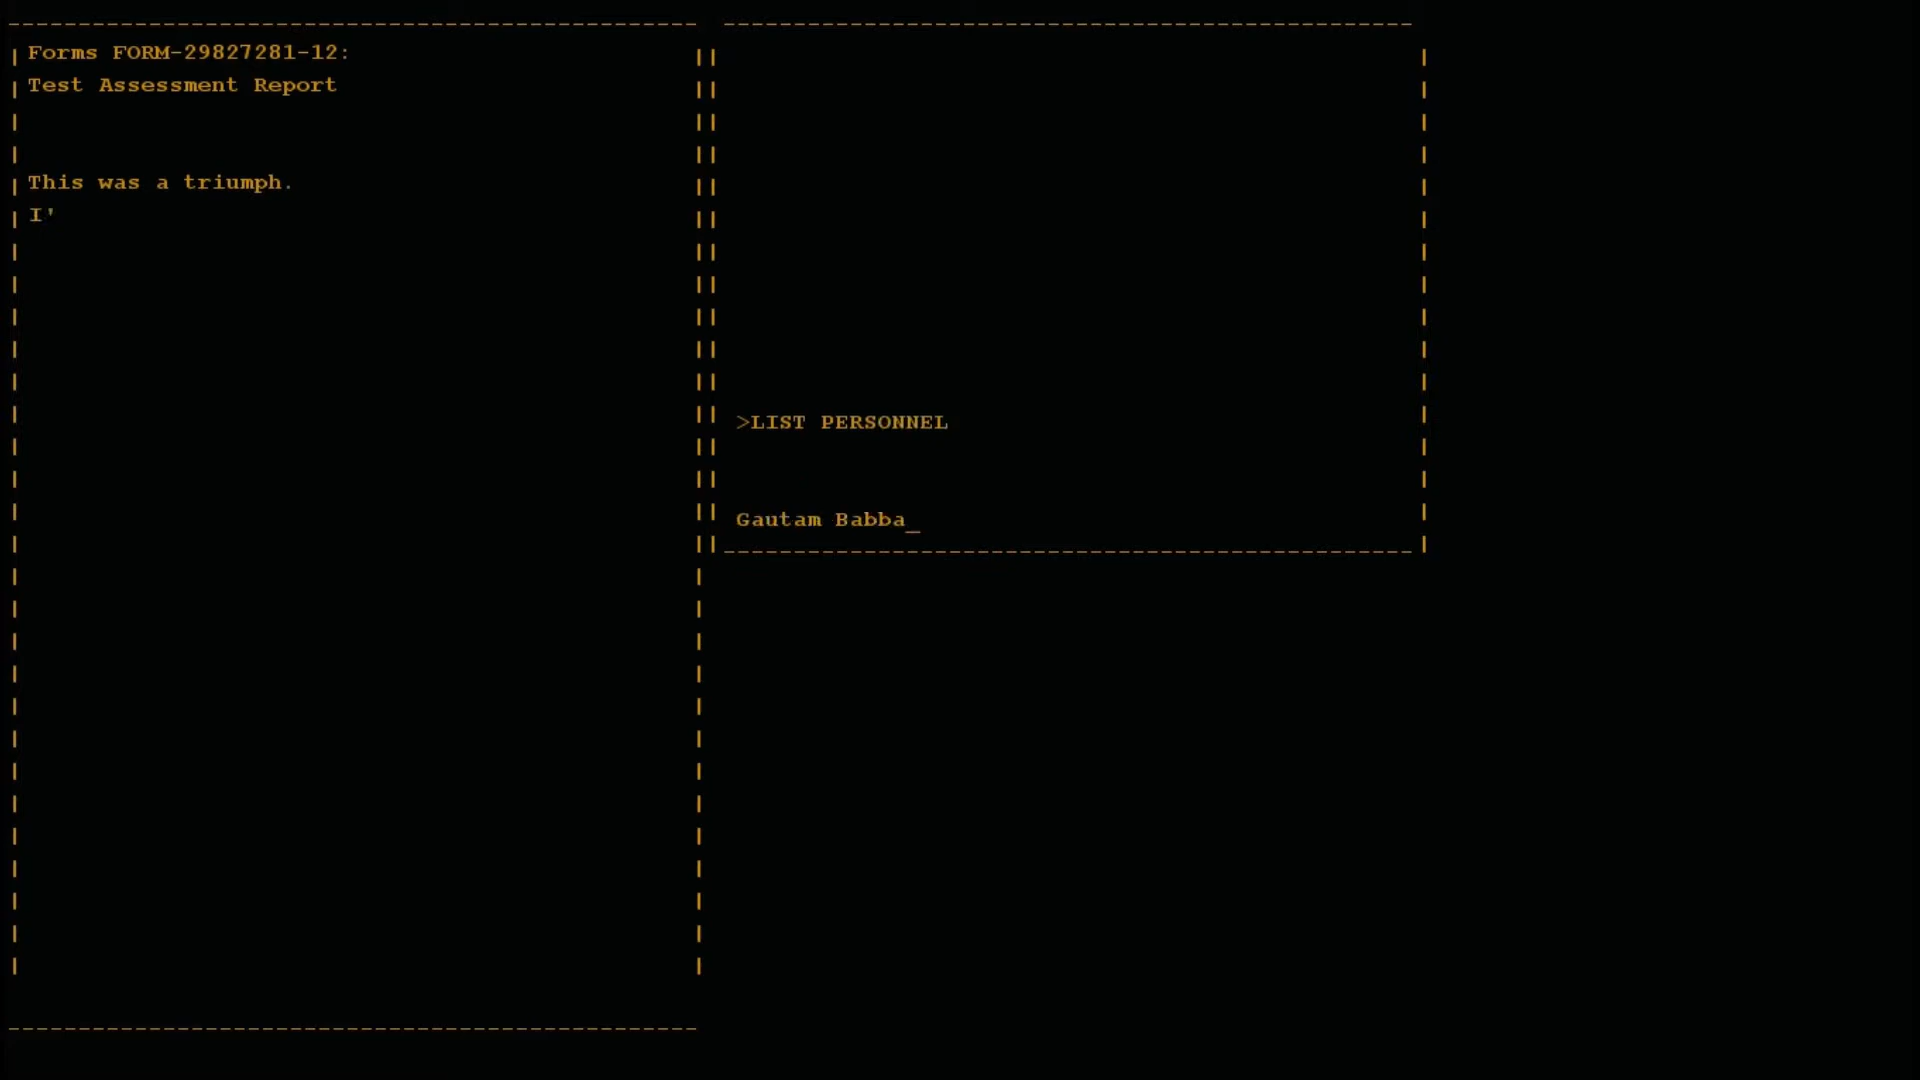 Forms FORM-29827281-12:
Test Assessment Report
This was a triumph.
I'
>LIST PERSONNEL
Gautam Babba_